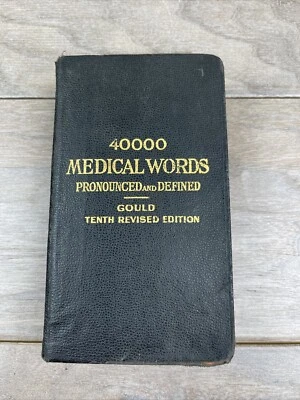 40000
MEDICAL WORDS
PRONOUNCED AND DEFINED
GOULD
TENTH REVISED EDITION